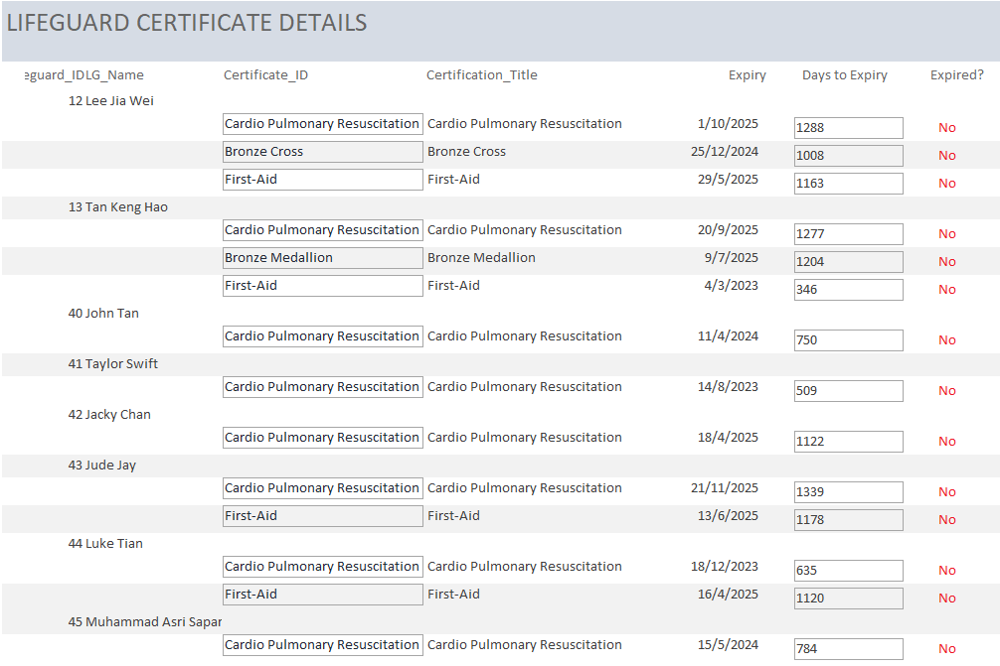 LIFEGUARD CERTIFICATE DETAILS
eguard_IDLG_Name Certificate_ID Certification_Title Expiry Days to Expiry Expired?
12 Lee Jia Wei
Cardio Pulmonary Resuscitation Cardio Pulmonary Resuscitation 1/10/2025 1288 No
Bronze Cross Bronze Cross 25/12/2024 1008 No
First-Aid First-Aid 29/5/2025 1163 No
13 Tan Keng Hao
Cardio Pulmonary Resuscitation Cardio Pulmonary Resuscitation 20/9/2025 1277 No
Bronze Medallion Bronze Medallion 9/7/2025 1204 No
First-Aid First-Aid 4/3/2023 346 No
40 John Tan
Cardio Pulmonary Resuscitation Cardio Pulmonary Resuscitation 11/4/2024 750 No
41 Taylor Swift
Cardio Pulmonary Resuscitation Cardio Pulmonary Resuscitation 14/8/2023 509 No
42 Jacky Chan
Cardio Pulmonary Resuscitation Cardio Pulmonary Resuscitation 18/4/2025 1122 No
43 Jude Jay
Cardio Pulmonary Resuscitation Cardio Pulmonary Resuscitation 21/11/2025 1339 No
First-Aid First-Aid 13/6/2025 1178 No
44 Luke Tian
Cardio Pulmonary Resuscitation Cardio Pulmonary Resuscitation 18/12/2023 635 No
First-Aid First-Aid 16/4/2025 1120 No
45 Muhammad Asri Sapar
Cardio Pulmonary Resuscitation Cardio Pulmonary Resuscitation 15/5/2024 784 No